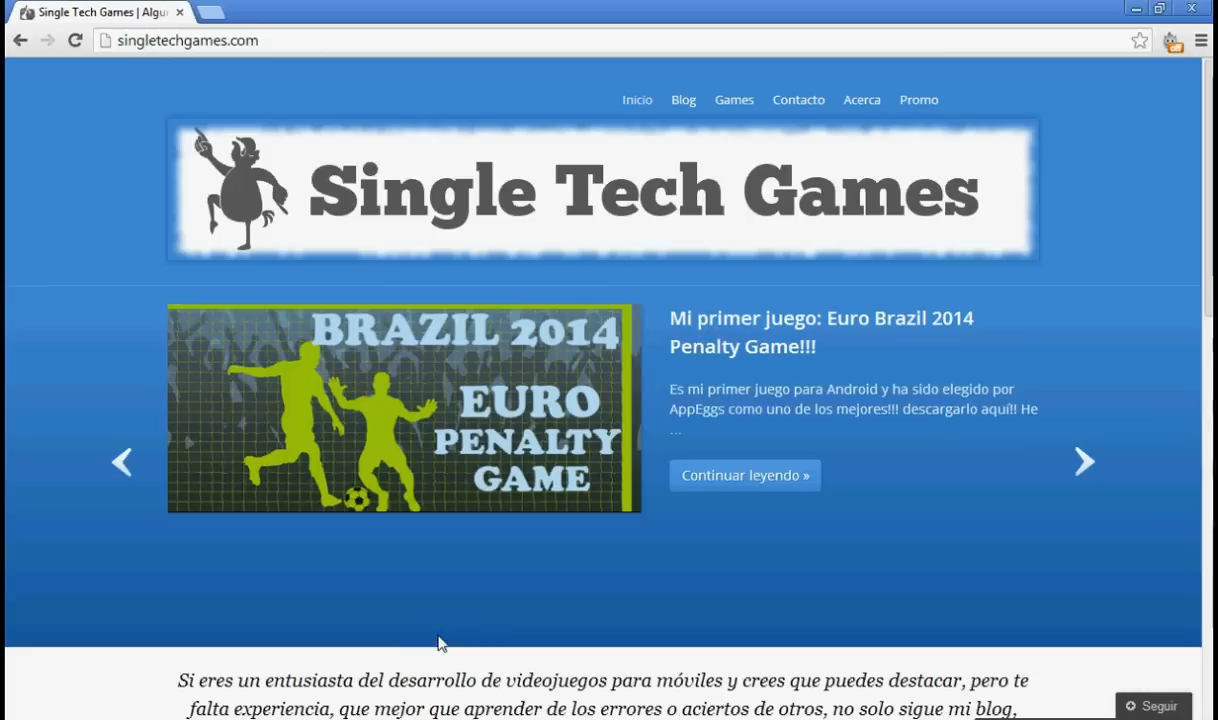 Single Tech Games | Algu
singletechgames.com
Inicio Blog Games Contacto Acerca Promo
Single Tech Games
BRAZIL 2014
EURO
PENALTY
GAME
Mi primer juego: Euro Brazil 2014
Penalty Game!!!
Es mi primer juego para Android y ha sido elegido por
AppEggs como uno de los mejores!!! descargarlo aquí!! He
...
Continuar leyendo »
Si eres un entusiasta del desarrollo de videojuegos para móviles y crees que puedes destacar, pero te
falta experiencia, que mejor que aprender de los errores o aciertos de otros, no solo sigue mi blog,
Seguir